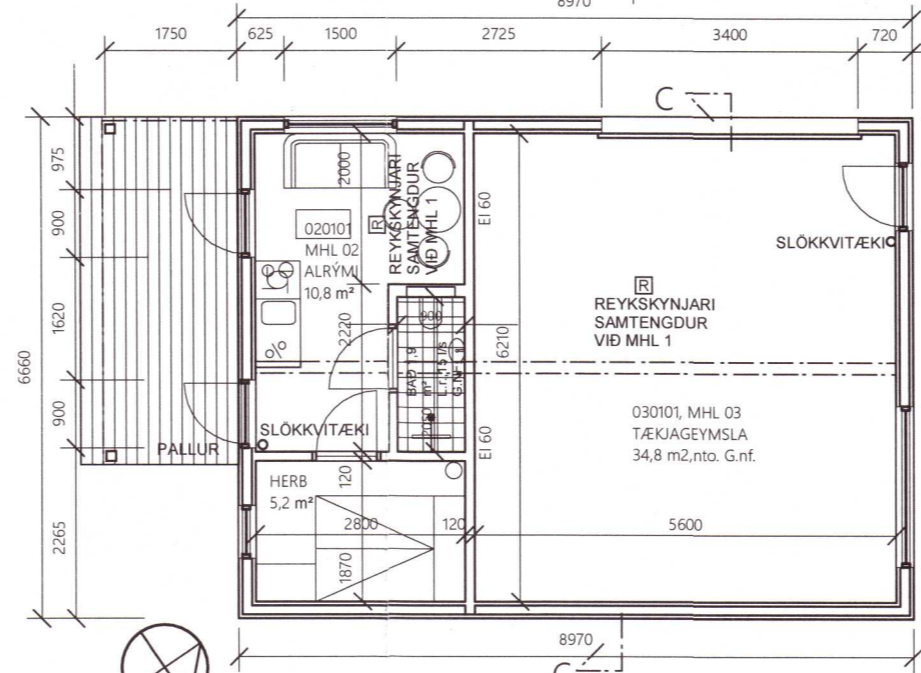 8970
1750 625 1500 2725 3400 720
C
975
900
1620
900
2265
6660
2000
REYKSKYNJARI
SAMTENGDUR
VIÐ MHL 1
R
020101
MHL 02
ALRÝMI
10,8 m²
EI 60
SLÖKKVITÆKI
R
REYKSKYNJARI
SAMTENGDUR
VIÐ MHL 1
2220
900
6210
G.NF
m²
EI 60
030101, MHL 03
TÆKJAGEYMSLA
34,8 m2,nto. G.nf.
PALLUR
SLÖKKVITÆKI
HERB
5,2 m²
120
2800
120
5600
1870
8970
C